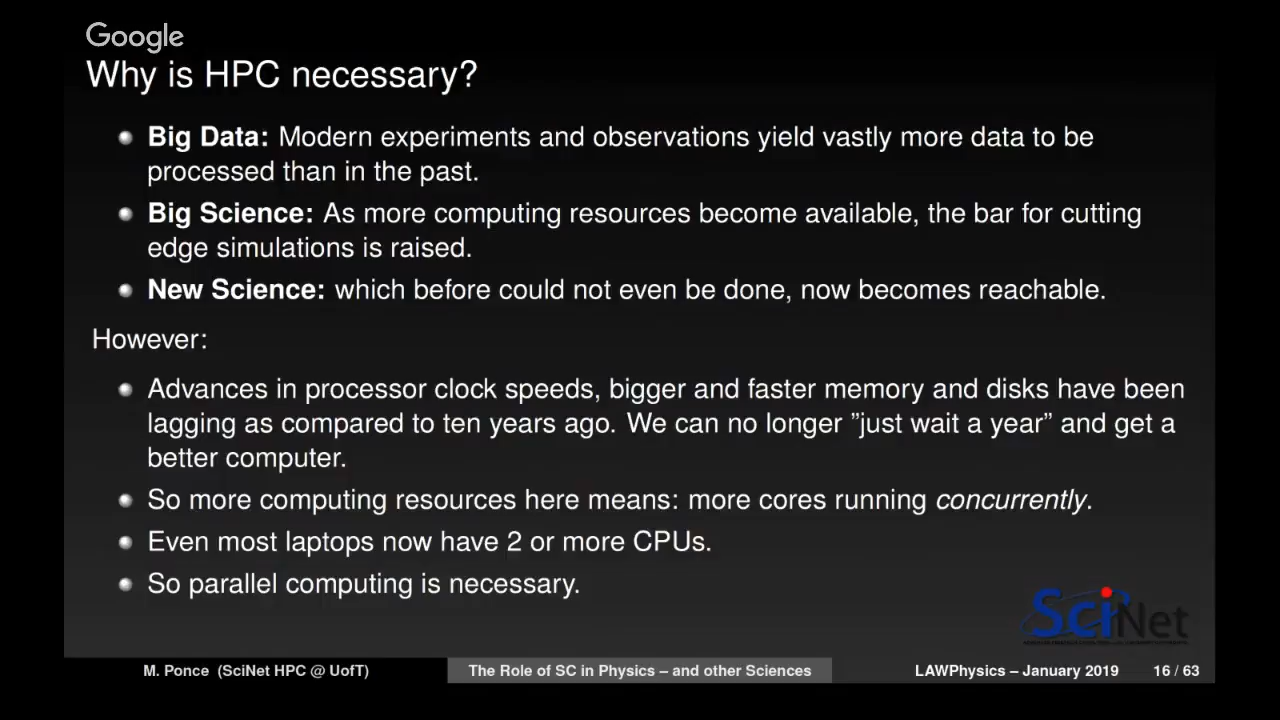 Google
Why is HPC necessary?
Big Data: Modern experiments and observations yield vastly more data to be
processed than in the past.
Big Science: As more computing resources become available, the bar for cutting
edge simulations is raised.
New Science: which before could not even be done, now becomes reachable.
However:
Advances in processor clock speeds, bigger and faster memory and disks have been
lagging as compared to ten years ago. We can no longer ”just wait a year” and get a
better computer.
So more computing resources here means: more cores running concurrently.
Even most laptops now have 2 or more CPUs.
So parallel computing is necessary.
SciNet
M. Ponce (SciNet HPC @ UofT)
The Role of SC in Physics – and other Sciences
LAWPhysics – January 2019
16 / 63